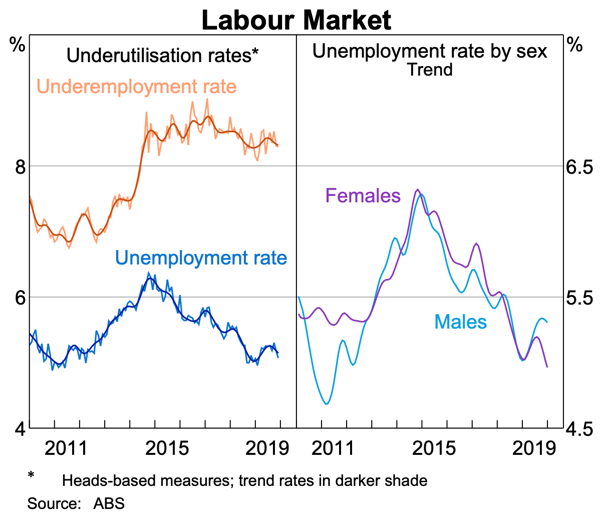 Labour Market
% %
Underutilisation rates*
Unemployment rate by sex
Trend
Underemployment rate
8 6.5
Females
Unemployment rate
6 5.5
Males
4 4.5
2011 2015 2019 2011 2015 2019
* Heads-based measures; trend rates in darker shade
Source: ABS